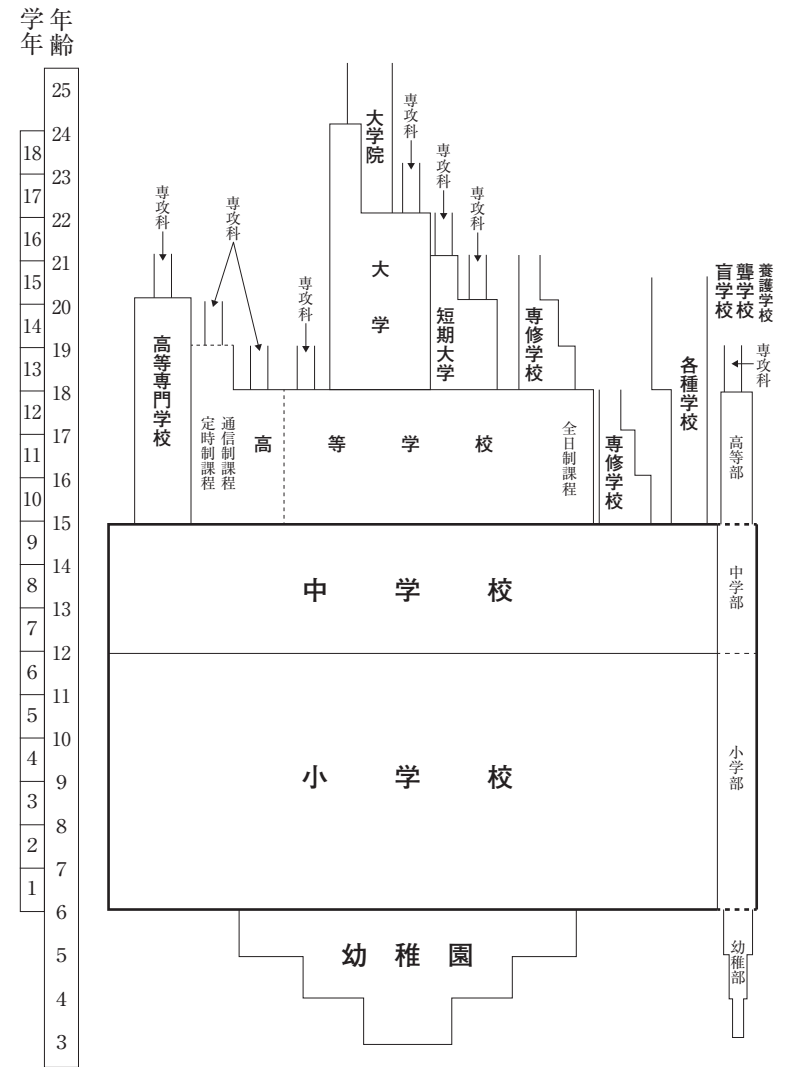 学年
年齢
25
24
23
22
21
20
19
18
17
16
15
14
13
12
11
10
9
8
7
6
5
4
3
18
17
16
15
14
13
12
11
10
9
8
7
6
5
4
3
2
1
専攻科
専攻科
専攻科
専攻科
専攻科
専攻科
専攻科
大学院
大学
短期大学
専修学校
高等専門学校
定時制課程
通信制課程
高等学校
全日制課程
専修学校
各種学校
盲学校
聾学校
養護学校
高等部
中学校
中学部
小学校
小学部
幼稚園
幼稚部